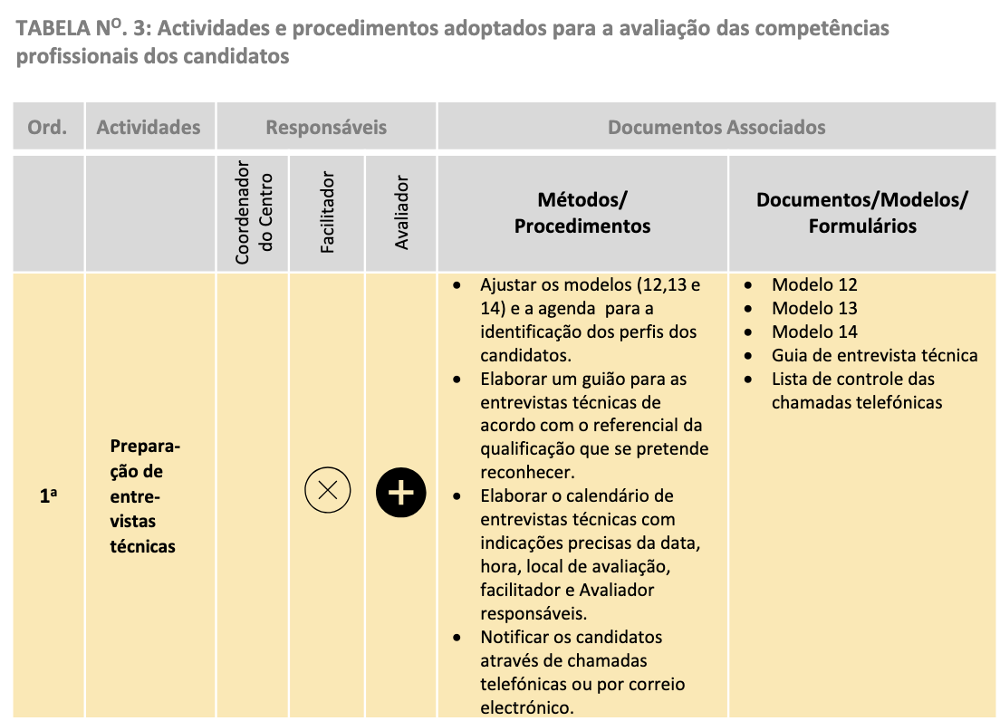 TABELA Nº. 3: Actividades e procedimentos adoptados para a avaliação das competências
profissionais dos candidatos
Ord.
Actividades
Responsáveis
Documentos Associados
Coordenador
do Centro
Facilitador
Avaliador
Métodos/
Procedimentos
Documentos/Modelos/
Formulários
1ª
Prepara-
ção de
entre-
vistas
técnicas
• Ajustar os modelos (12,13 e
14) e a agenda para a
identificação dos perfis dos
candidatos.
• Elaborar um guião para as
entrevistas técnicas de
acordo com o referencial da
qualificação que se pretende
reconhecer.
• Elaborar o calendário de
entrevistas técnicas com
indicações precisas da data,
hora, local de avaliação,
facilitador e Avaliador
responsáveis.
• Notificar os candidatos
através de chamadas
telefónicas ou por correio
electrónico.
• Modelo 12
• Modelo 13
• Modelo 14
• Guia de entrevista técnica
• Lista de controle das
chamadas telefónicas